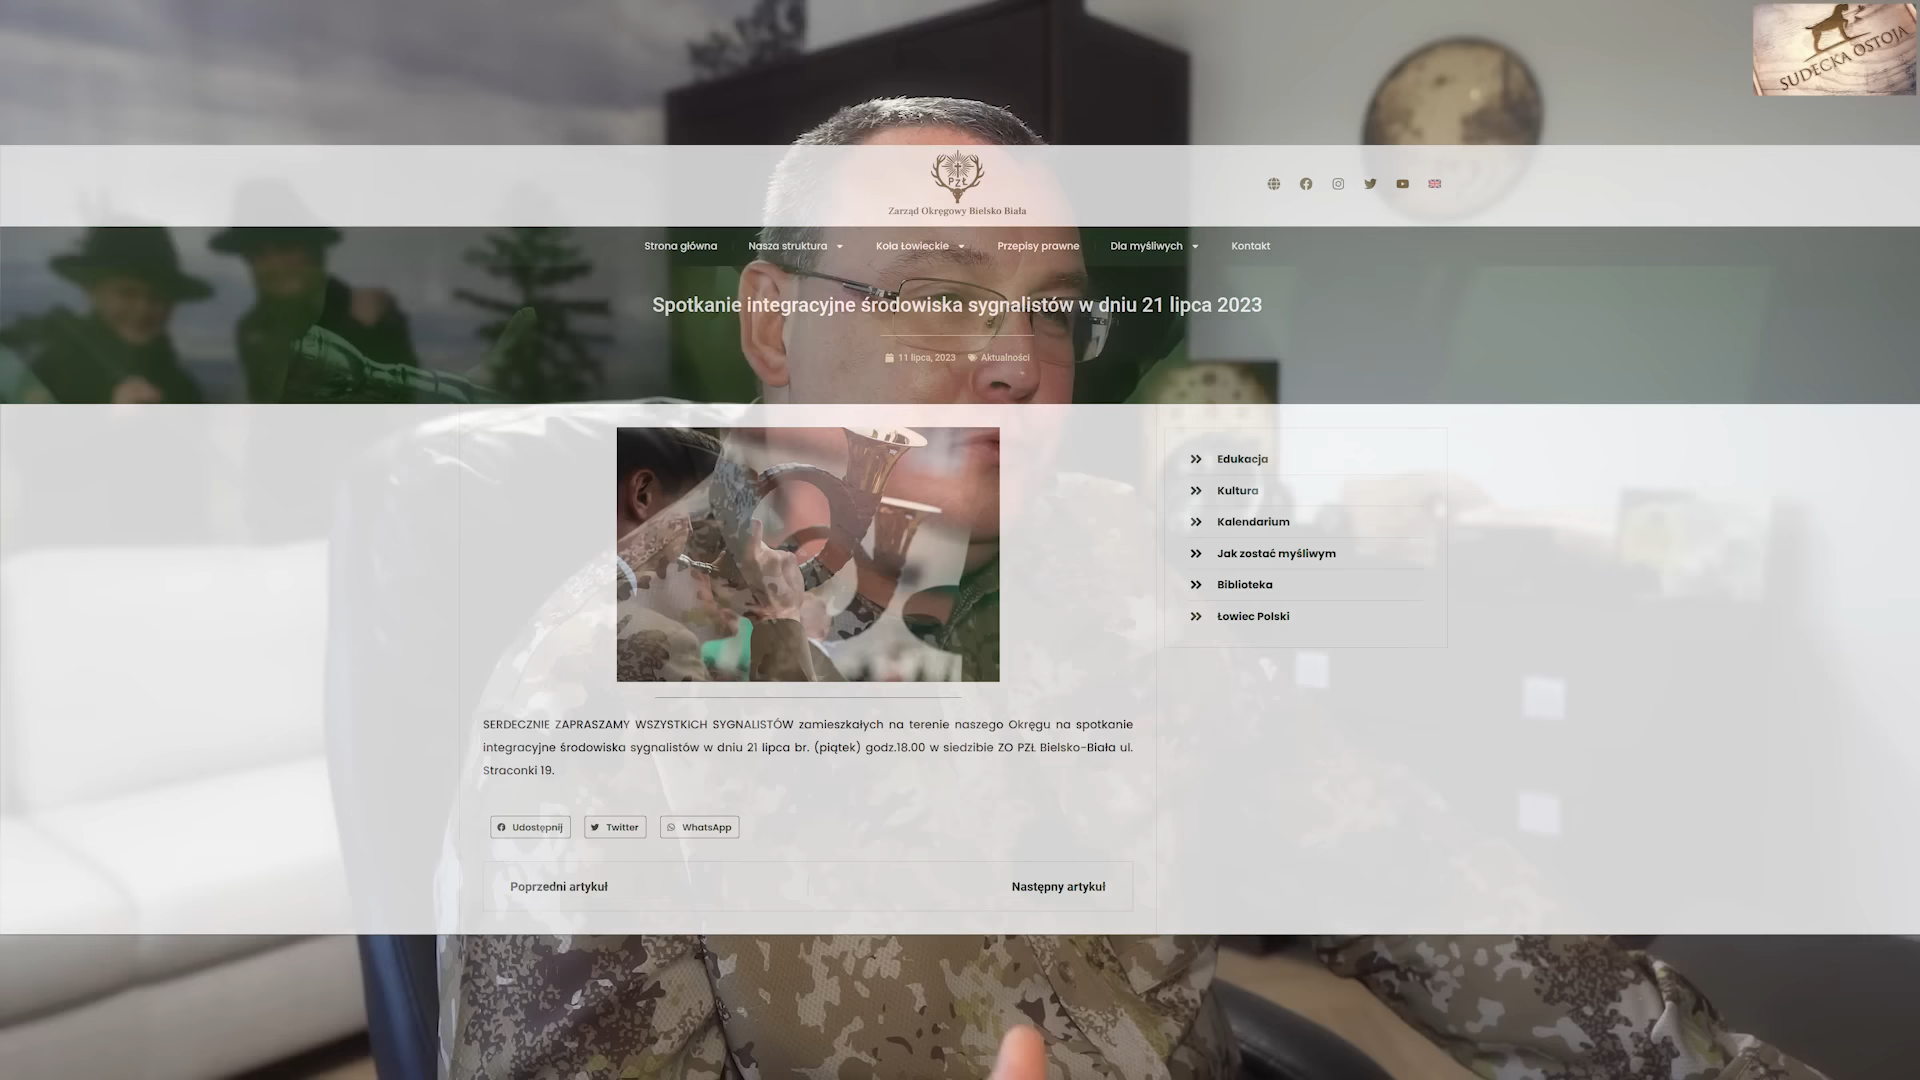 SUDECKA OSTOJA
PZŁ
Zarząd Okręgowy Bielsko Biała
Strona główna Nasza struktura Koła Łowieckie Przepisy prawne Dla myśliwych Kontakt
Spotkanie integracyjne środowiska sygnalistów w dniu 21 lipca 2023
11 lipca, 2023 Aktualności
Edukacja
Kultura
Kalendarium
Jak zostać myśliwym
Biblioteka
Łowiec Polski
SERDECZNIE ZAPRASZAMY WSZYSTKICH SYGNALISTÓW zamieszkałych na terenie naszego Okręgu na spotkanie
integracyjne środowiska sygnalistów w dniu 21 lipca br. (piątek) godz.18.00 w siedzibie ZO PZŁ Bielsko-Biała ul.
Straconki 19.
Udostępnij Twitter WhatsApp
Poprzedni artykuł Następny artykuł